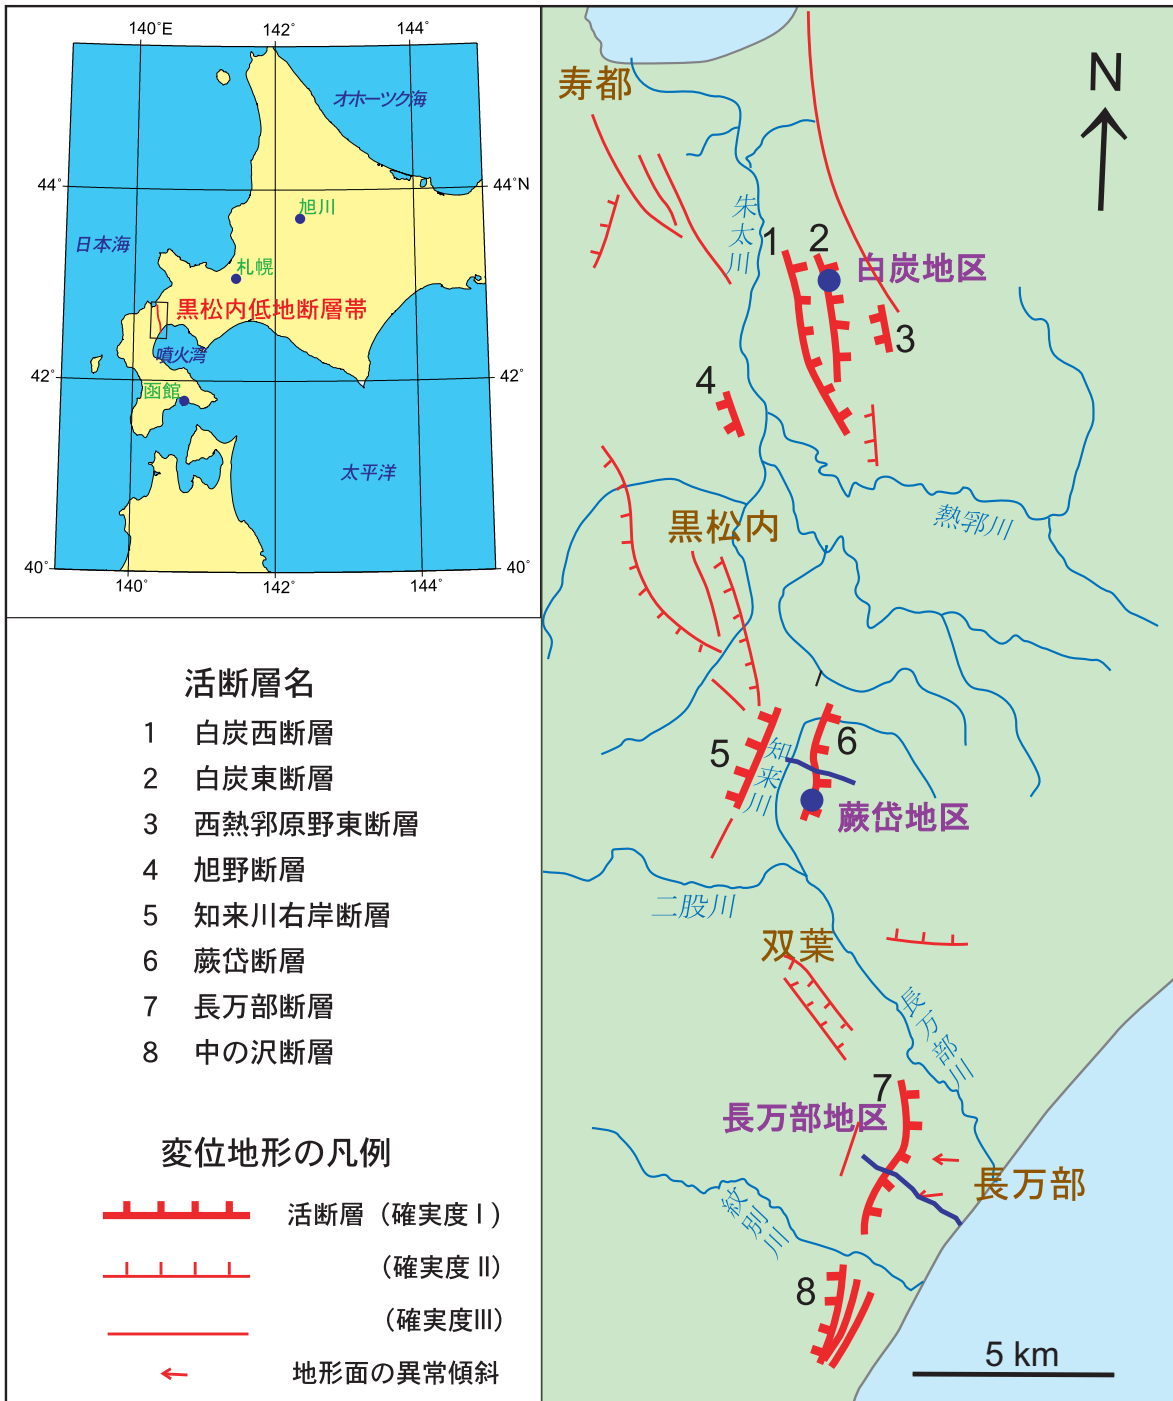 140°E
142°
144°
オホーツク海
44°
44°N
旭川
日本海
札幌
黒松内低地断層帯
噴火湾
42°
42°
函館
太平洋
40°
40°
140°
142°
144°
活断層名
1 白炭西断層
2 白炭東断層
3 西熱郛原野東断層
4 旭野断層
5 知来川右岸断層
6 蕨岱断層
7 長万部断層
8 中の沢断層
変位地形の凡例
活断層（確実度Ⅰ）
（確実度Ⅱ）
（確実度Ⅲ）
地形面の異常傾斜
寿都
N
朱太川
1
2
白炭地区
3
4
熱郛川
黒松内
5
知来川
6
蕨岱地区
二股川
双葉
長万部川
7
長万部地区
長万部
紋別川
8
5 km